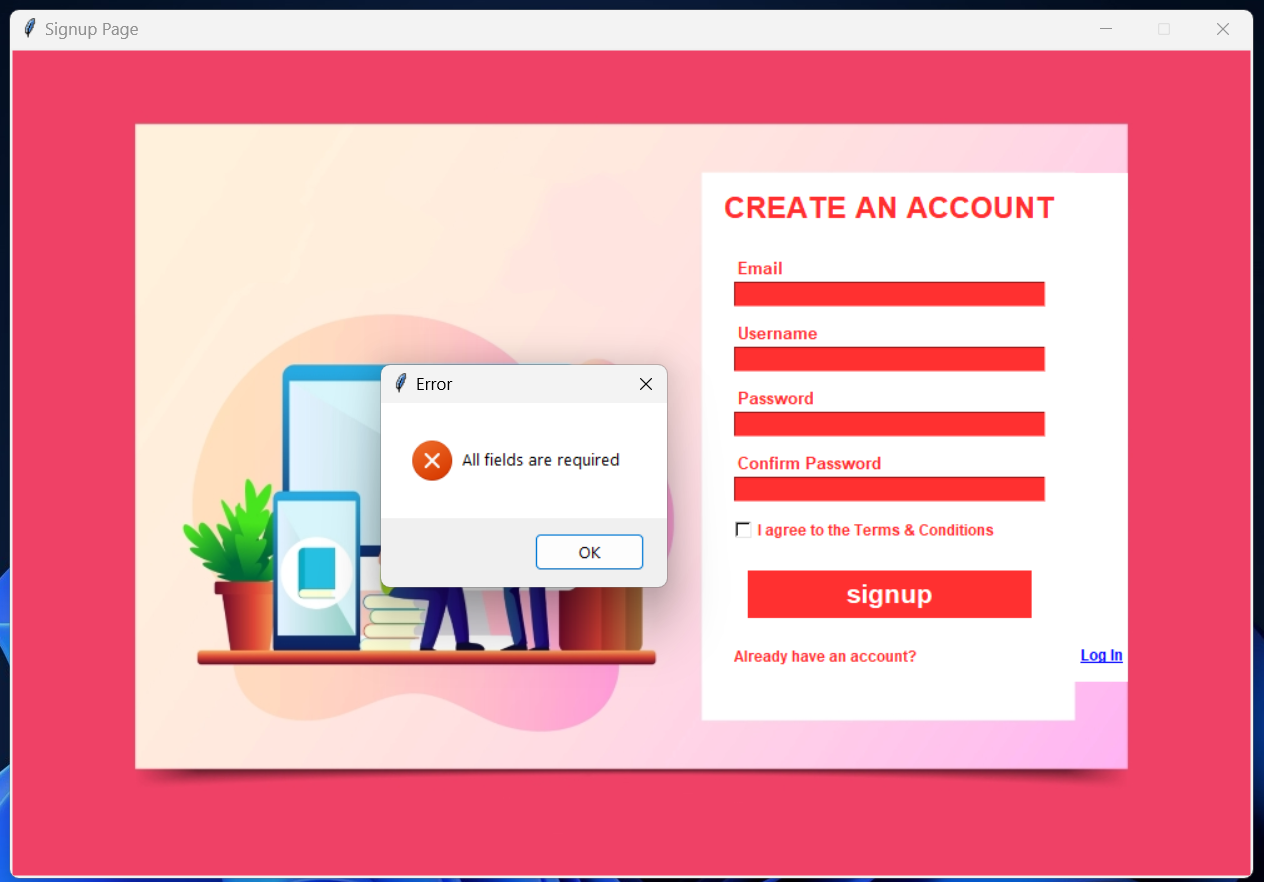 Signup Page
CREATE AN ACCOUNT
Email
Username
Error
Password
All fields are required
Confirm Password
I agree to the Terms & Conditions
OK
signup
Already have an account? Log In